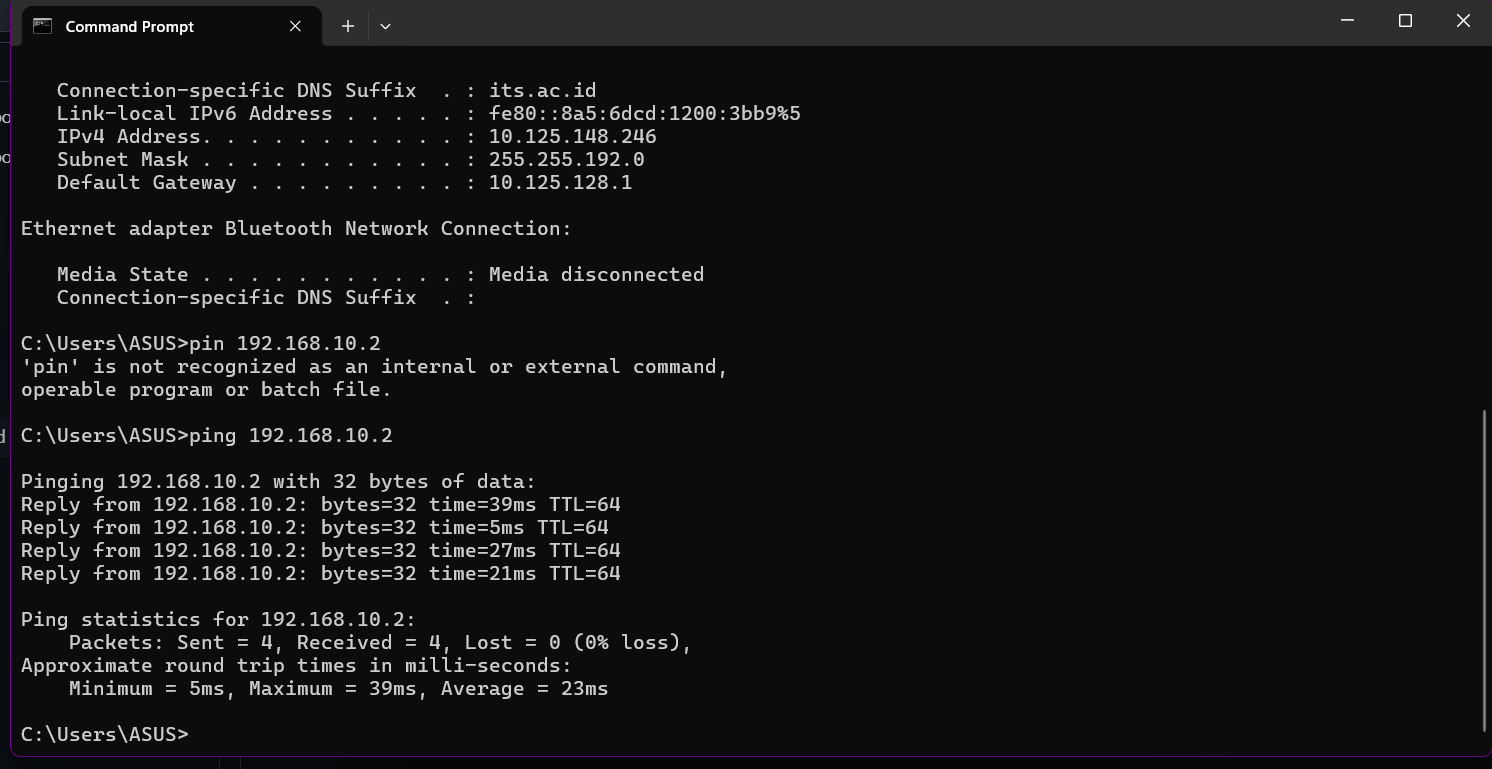 Command Prompt
Connection-specific DNS Suffix  . : its.ac.id
Link-local IPv6 Address . . . . . : fe80::8a5:6dcd:1200:3bb9%5
IPv4 Address. . . . . . . . . . . : 10.125.148.246
Subnet Mask . . . . . . . . . . . : 255.255.192.0
Default Gateway . . . . . . . . . : 10.125.128.1
Ethernet adapter Bluetooth Network Connection:
Media State . . . . . . . . . . . : Media disconnected
Connection-specific DNS Suffix  . :
C:\Users\ASUS>pin 192.168.10.2
'pin' is not recognized as an internal or external command,
operable program or batch file.
C:\Users\ASUS>ping 192.168.10.2
Pinging 192.168.10.2 with 32 bytes of data:
Reply from 192.168.10.2: bytes=32 time=39ms TTL=64
Reply from 192.168.10.2: bytes=32 time=5ms TTL=64
Reply from 192.168.10.2: bytes=32 time=27ms TTL=64
Reply from 192.168.10.2: bytes=32 time=21ms TTL=64
Ping statistics for 192.168.10.2:
Packets: Sent = 4, Received = 4, Lost = 0 (0% loss),
Approximate round trip times in milli-seconds:
Minimum = 5ms, Maximum = 39ms, Average = 23ms
C:\Users\ASUS>